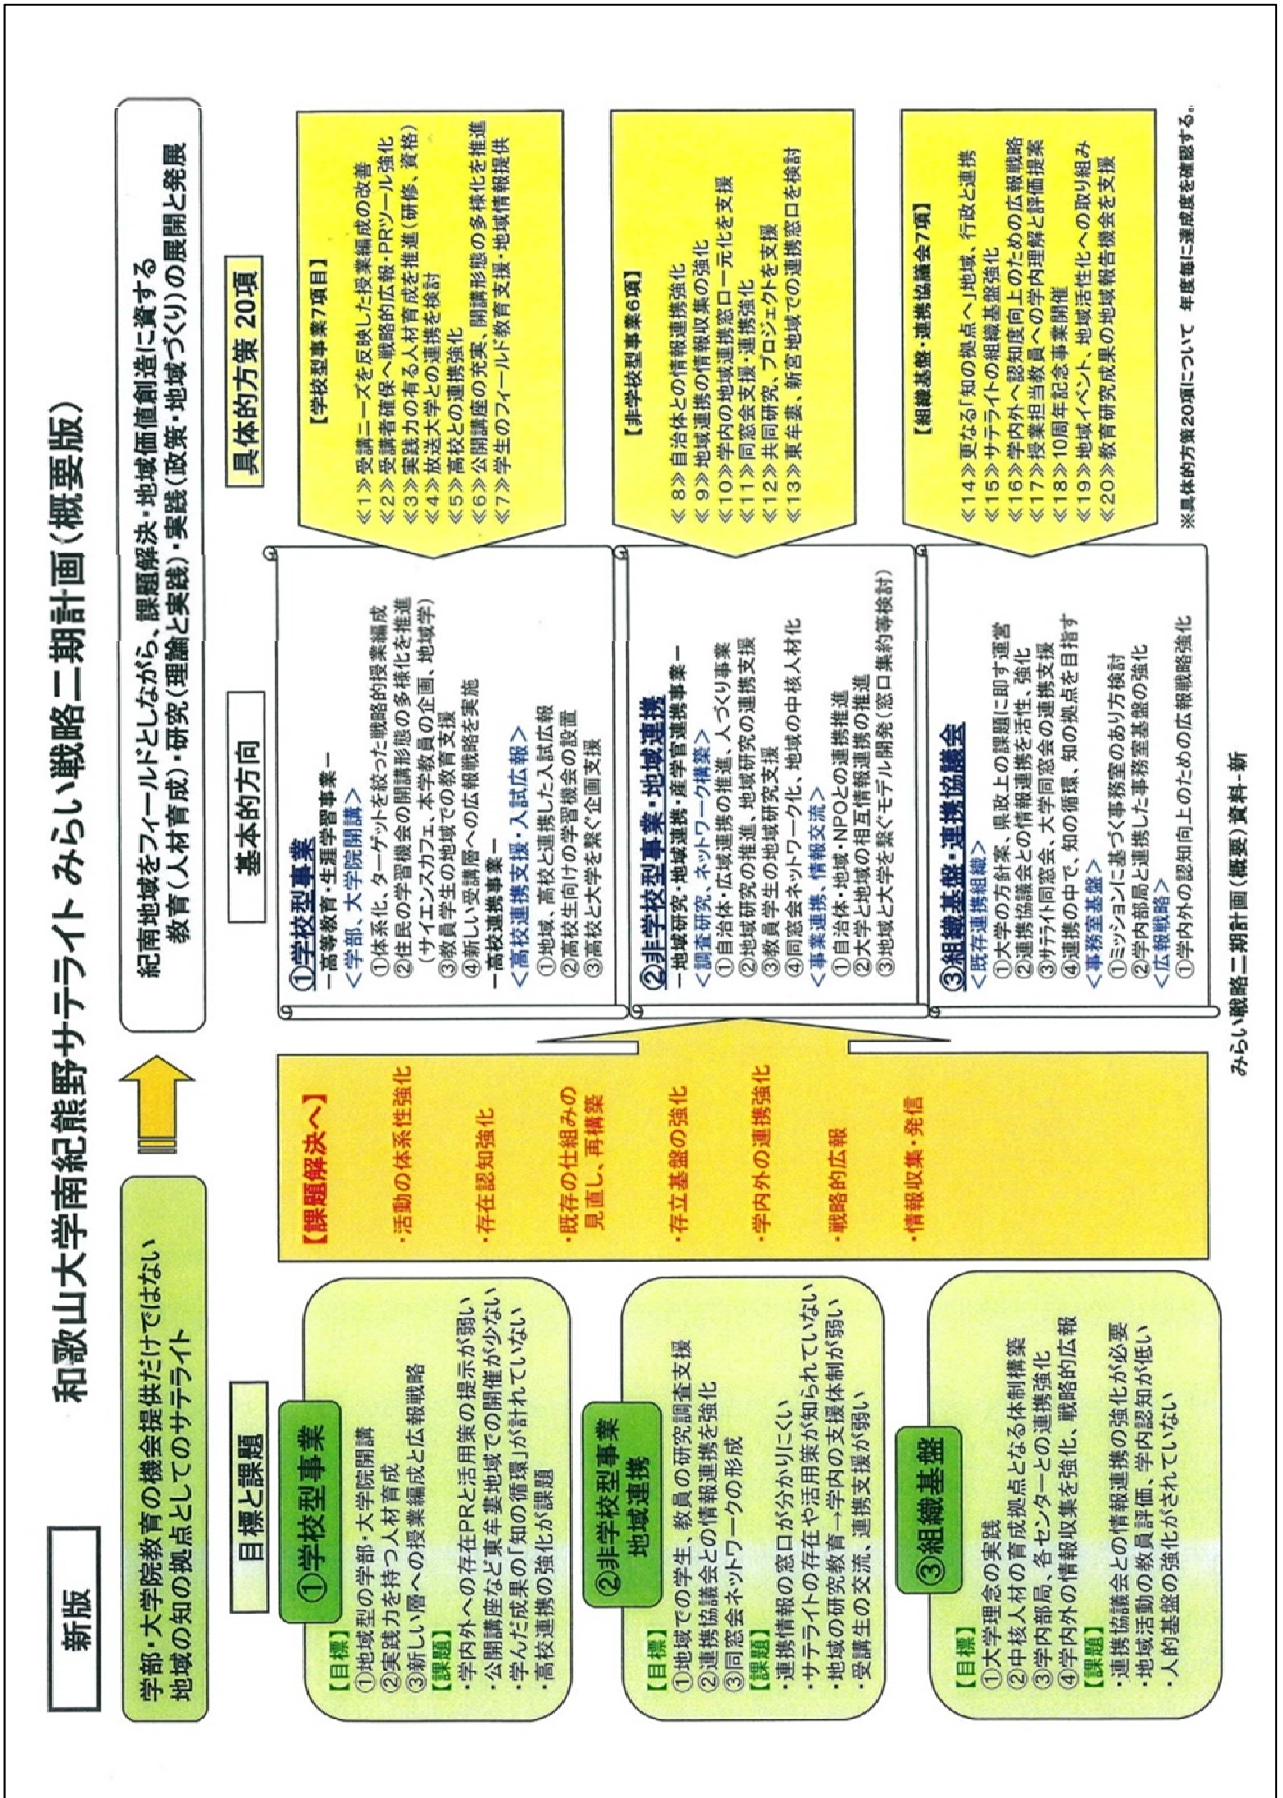 新版
和歌山大学南紀熊野サテライト みらい戦略二期計画(概要版)
学部・大学院教育の機会提供だけではない
地域の知の拠点としてのサテライト
紀南地域をフィールドとしながら、課題解決・地域価値創造に資する
教育(人材育成)・研究(理論と実践)・実践(政策・地域づくり)の展開と発展
目標と課題
①学校型事業
【目標】
①地域型の学部・大学院開講
②実践力を持つ人材育成
③新しい層への授業編成と広報戦略
【課題】
・学内外への存在PRと活用策の提示が弱い
・公開講座など東牟婁地域での開催が少ない
・学んだ成果の「知の循環」が計れていない
・高校連携の強化が課題
②非学校型事業
地域連携
【目標】
①地域での学生、教員の研究調査支援
②連携協議会との情報連携を強化
③同窓会ネットワークの形成
【課題】
・連携情報の窓口が分かりにくい
・サテライトの存在や活用策が知られていない
・地域の研究教育→学内の支援体制が弱い
・受講生の交流、連携支援が弱い
③組織基盤
【目標】
①大学理念の実践
②中核人材の育成拠点となる体制構築
③学内部局、各センターとの連携強化
④学内外の情報収集を強化、戦略的広報
【課題】
・連携協議会との情報連携の強化が必要
・地域活動の教員評価、学内認知が低い
・人的基盤の強化がされていない
【課題解決へ】
・活動の体系性強化
・存在認知強化
・既存の仕組みの
見直し、再構築
・存立基盤の強化
・学内外の連携強化
・戦略的広報
・情報収集・発信
基本的方向
①学校型事業
ー高等教育・生涯学習事業ー
<学部、大学院開講>
①体系化、ターゲットを絞った戦略的授業編成
②住民の学習機会の開講形態の多様化を推進
(サイエンスカフェ、本学教員の企画、地域学)
③教員学生の地域での教育支援
④新しい受講層への広報戦略を実施
ー高校連携事業ー
<高校連携支援・入試広報>
①地域、高校と連携した入試広報
②高校生向けの学習機会の設置
③高校と大学を繋ぐ企画支援
②非学校型事業・地域連携
ー地域研究・地域連携・産学官連携事業ー
<調査研究、ネットワーク構築>
①自治体・広域連携の推進、人づくり事業
②地域研究の推進、地域研究の連携支援
③教員学生の地域研究支援
④同窓会ネットワーク化、地域の中核人材化
<事業連携、情報交流>
①自治体・地域・NPOとの連携推進
②大学と地域の相互情報連携の推進
③地域と大学を繋ぐモデル開発(窓口集約等検討)
③組織基盤・連携協議会
<既存連携組織>
①大学の方針案、県政上の課題に即す運営
②連携協議会との情報連携を活性、強化
③サテライト同窓会、大学同窓会の連携支援
④連携の中で、知の循環、知の拠点を目指す
<事務室基盤>
①ミッションに基づく事務室のあり方検討
②学内部局と連携した事務室基盤の強化
<広報戦略>
①学内外の認知向上のための広報戦略強化
具体的方策 20項
【学校型事業7項目】
≪1≫受講ニーズを反映した授業編成の改善
≪2≫受講者確保へ戦略的広報・PRツール強化
≪3≫実践力の有る人材育成を推進(研修、資格)
≪4≫放送大学との連携を検討
≪5≫高校との連携強化
≪6≫公開講座の充実、開講形態の多様化を推進
≪7≫学生のフィールド教育支援・地域情報提供
【非学校型事業6項】
≪8≫自治体との情報連携強化
≪9≫地域連携の情報収集の強化
≪10≫学内の地域連携窓口一元化を支援
≪11≫同窓会支援・連携強化
≪12≫共同研究、プロジェクトを支援
≪13≫東牟婁、新宮地域での連携窓口を検討
【組織基盤・連携協議会7項】
≪14≫更なる「知の拠点へ」地域、行政と連携
≪15≫サテライトの組織基盤強化
≪16≫学内外へ認知度向上のための広報戦略
≪17≫授業担当教員への学内理解と評価提案
≪18≫10周年記念事業開催
≪19≫地域イベント、地域活性化への取り組み
≪20≫教育研究成果の地域報告機会を支援
※具体的方策20項について 年度毎に達成度を確認する。
みらい戦略二期計画(概要)資料-新